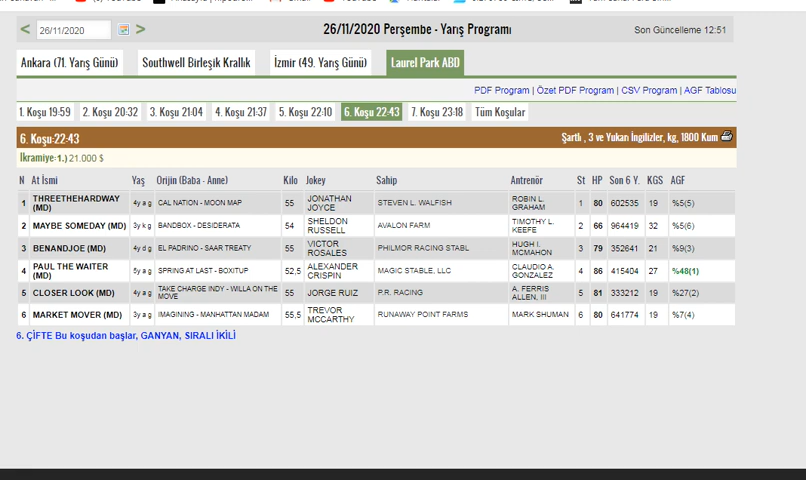 26/11/2020
26/11/2020 Perşembe - Yarış Programı
Son Güncelleme 12:51
Ankara (71. Yarış Günü) Southwell Birleşik Krallık İzmir (49. Yarış Günü) Laurel Park ABD
PDF Program | Özet PDF Program | CSV Program | AGF Tablosu
1. Koşu 19:59 2. Koşu 20:32 3. Koşu 21:04 4. Koşu 21:37 5. Koşu 22:10 6. Koşu 22:43 7. Koşu 23:18 Tüm Koşular
6. Koşu:22:43 Şartlı , 3 ve Yukarı İngilizler, kg, 1800 Kum
İkramiye: 1.) 21.000 $
N At İsmi Yaş Orijin (Baba - Anne) Kilo Jokey Sahip Antrenör St HP Son 6 Y. KGS AGF
1 THREETHEHARDWAY (MD) 4y a g CAL NATION - MOON MAP 55 JONATHAN JOYCE STEVEN L. WALFISH ROBIN L. GRAHAM 1 80 602535 19 %5(5)
2 MAYBE SOMEDAY (MD) 3y k g BANDBOX - DESIDERATA 54 SHELDON RUSSELL AVALON FARM TIMOTHY L. KEEFE 2 66 964419 32 %5(6)
3 BENANDJOE (MD) 4y d g EL PADRINO - SAAR TREATY 55 VICTOR ROSALES PHILMOR RACING STABL HUGH I. MCMAHON 3 79 352641 21 %9(3)
4 PAUL THE WAITER (MD) 5y a g SPRING AT LAST - BOXITUP 52,5 ALEXANDER CRISPIN MAGIC STABLE, LLC CLAUDIO A. GONZALEZ 4 86 415404 27 %48(1)
5 CLOSER LOOK (MD) 4y a g TAKE CHARGE INDY - WILLA ON THE MOVE 55 JORGE RUIZ P.R. RACING A. FERRIS ALLEN, III 5 81 333212 19 %27(2)
6 MARKET MOVER (MD) 3y a g IMAGINING - MANHATTAN MADAM 55,5 TREVOR MCCARTHY RUNAWAY POINT FARMS MARK SHUMAN 6 80 641774 19 %7(4)
6. ÇİFTE Bu koşudan başlar, GANYAN, SIRALI İKİLİ